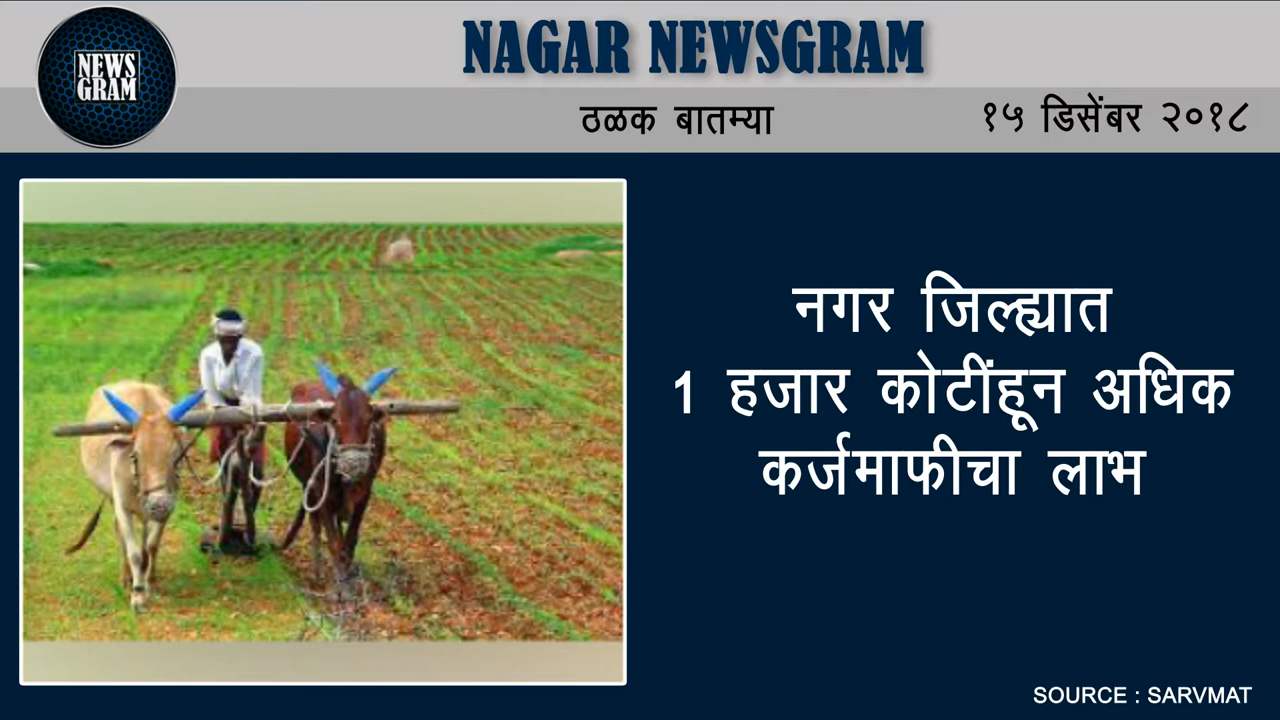 NEWS
GRAM
NAGAR NEWSGRAM
ठळक बातम्या
१५ डिसेंबर २०१८
नगर जिल्ह्यात
1 हजार कोटींहून अधिक
कर्जमाफीचा लाभ
SOURCE : SARVMAT